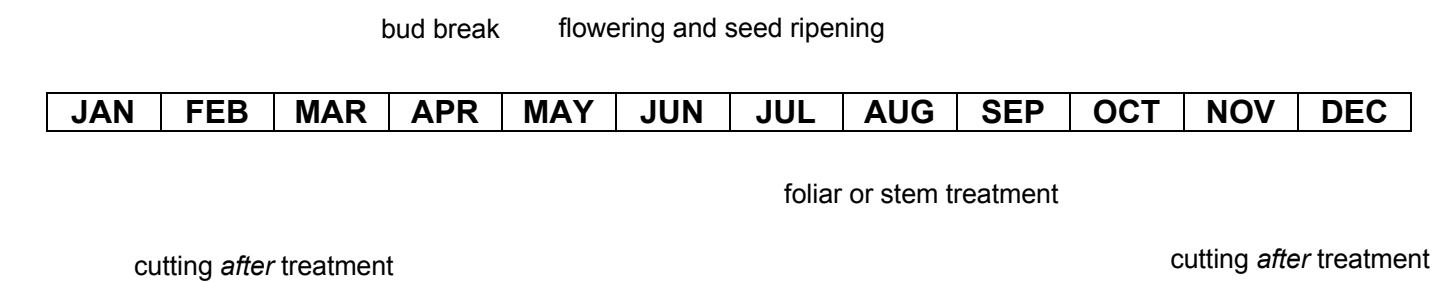 bud break flowering and seed ripening
JAN FEB MAR APR MAY JUN JUL AUG SEP OCT NOV DEC
foliar or stem treatment
cutting after treatment cutting after treatment